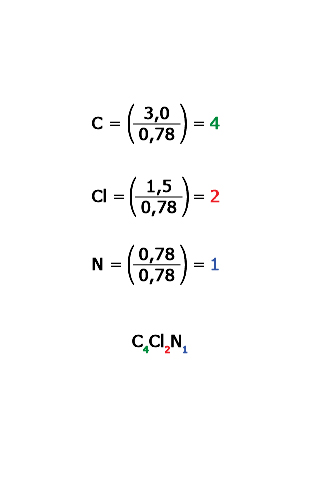 C = (3,0/0,78) = 4
Cl = (1,5/0,78) = 2
N = (0,78/0,78) = 1
C₄Cl₂N₁